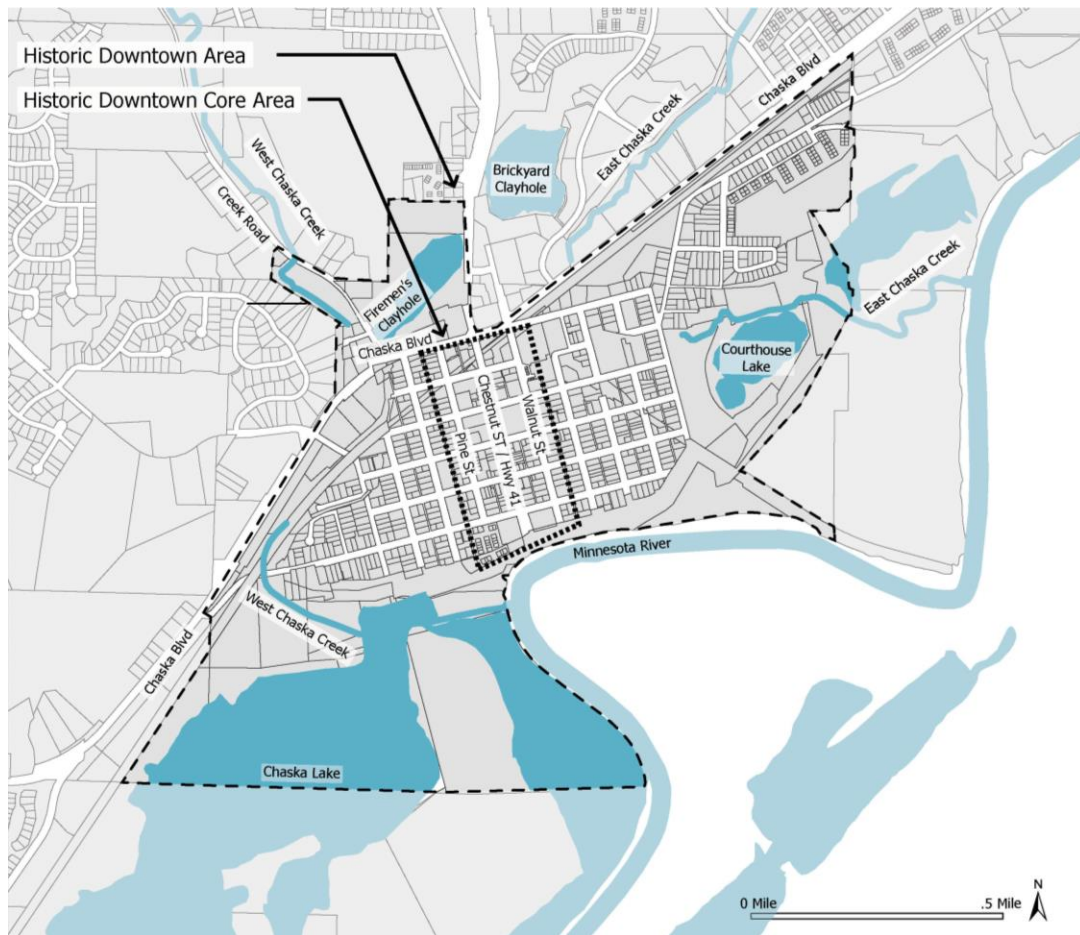 Historic Downtown Area
Historic Downtown Core Area
Chaska Blvd
East Chaska Creek
West Chaska Creek
Creek Road
Brickyard
Clayhole
Firemen's
Clayhole
East Chaska Creek
Chaska Blvd
Courthouse
Lake
Pine St.
Chestnut ST / Hwy 41
Walnut St.
Minnesota River
West Chaska Creek
Chaska Blvd
Chaska Lake
0 Mile
.5 Mile
N